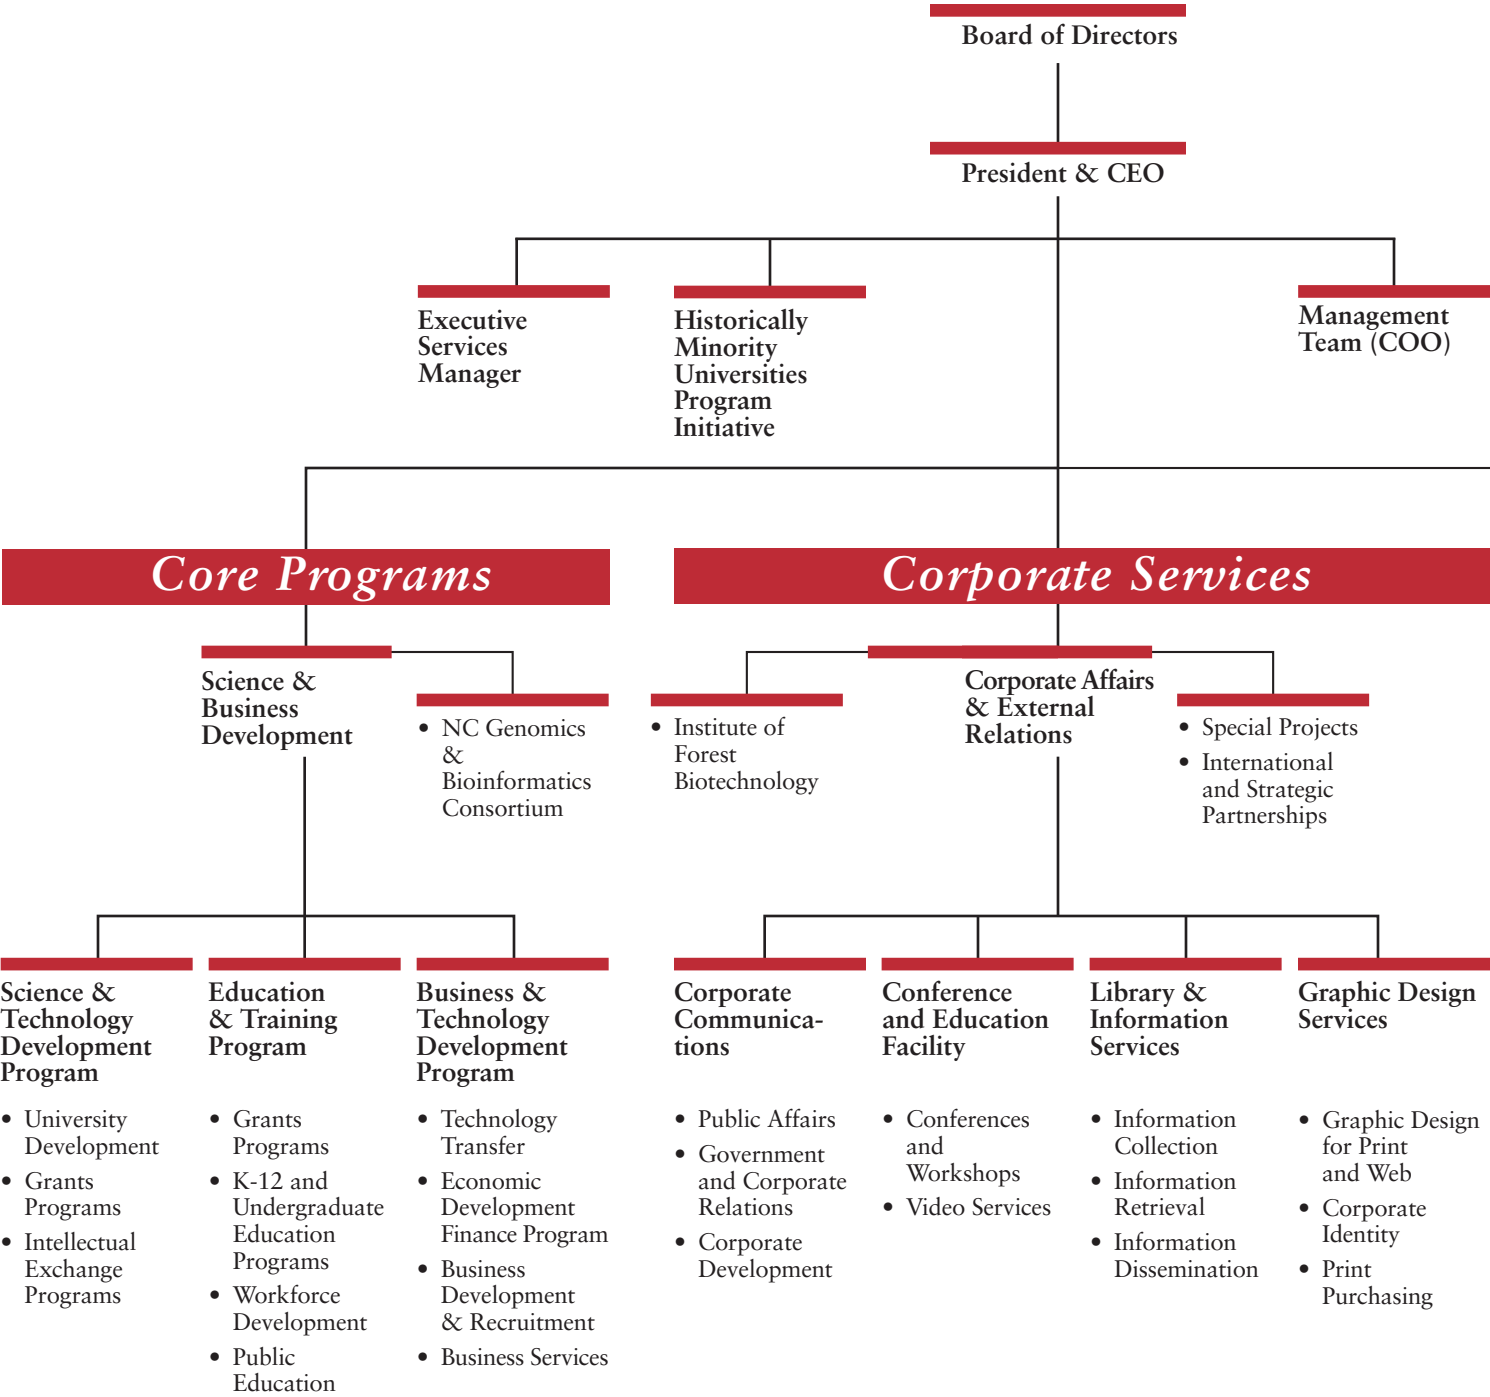 Board of Directors
President & CEO
Executive
Services
Manager
Historically
Minority
Universities
Program
Initiative
Management
Team (COO)
Core Programs
Corporate Services
Science &
Business
Development
• NC Genomics
&
Bioinformatics
Consortium
• Institute of
Forest
Biotechnology
Corporate Affairs
& External
Relations
• Special Projects
• International
and Strategic
Partnerships
Science &
Technology
Development
Program
• University
Development
• Grants
Programs
• Intellectual
Exchange
Programs
Education
& Training
Program
• Grants
Programs
• K-12 and
Undergraduate
Education
Programs
• Workforce
Development
• Public
Education
Business &
Technology
Development
Program
• Technology
Transfer
• Economic
Development
Finance Program
• Business
Development
& Recruitment
• Business Services
Corporate
Communica-
tions
• Public Affairs
• Government
and Corporate
Relations
• Corporate
Development
Conference
and Education
Facility
• Conferences
and
Workshops
• Video Services
Library &
Information
Services
• Information
Collection
• Information
Retrieval
• Information
Dissemination
Graphic Design
Services
• Graphic Design
for Print
and Web
• Corporate
Identity
• Print
Purchasing